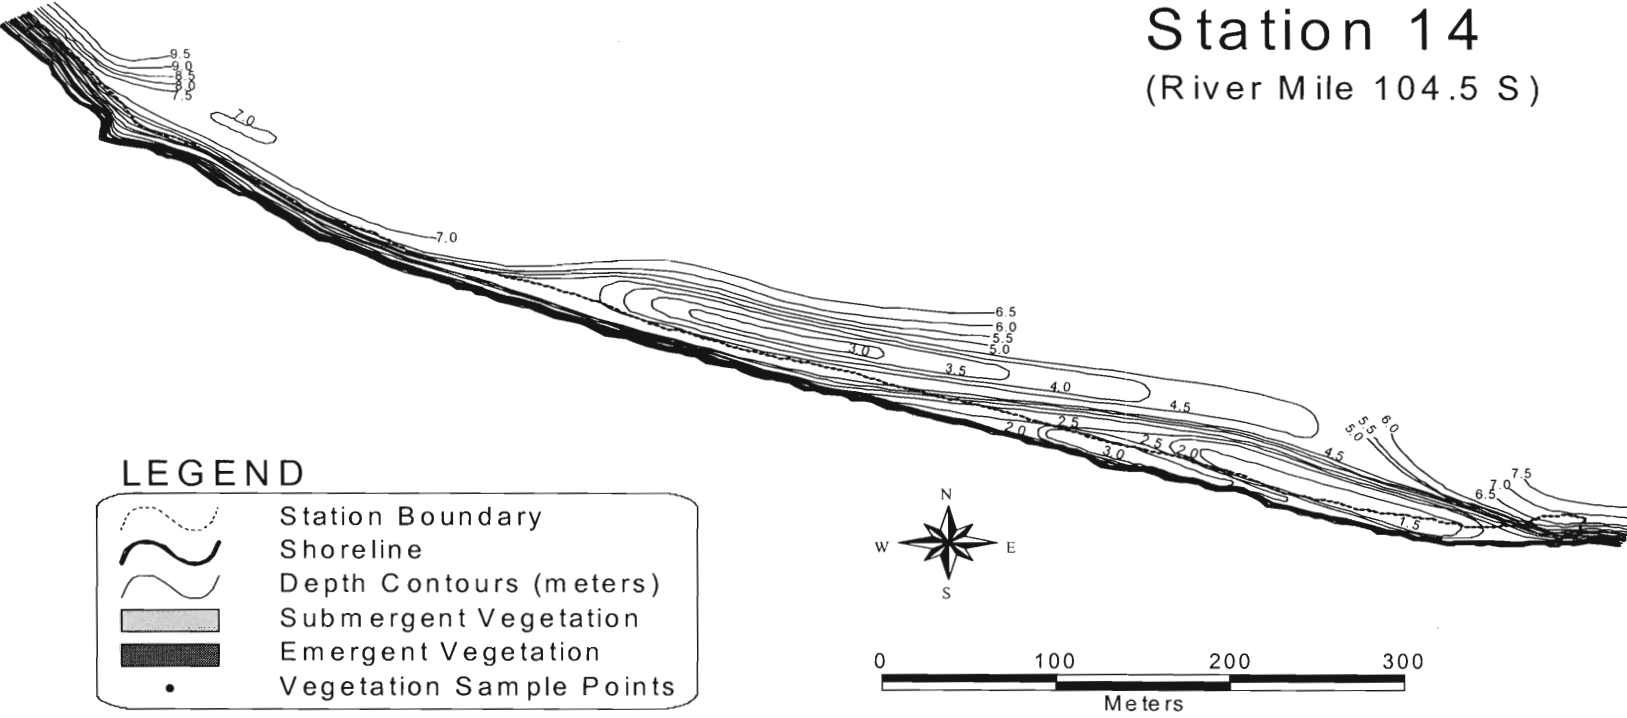 Station 14
(River Mile 104.5 S)
9.5
9.0
8.5
8.0
7.5
7.0
7.0
6.5
6.0
5.5
5.0
3.0
3.5
4.0
4.5
2.0
2.5
3.0
2.5
2.0
4.5
5.0
5.5
6.0
6.5
7.0
7.5
1.5
LEGEND
Station Boundary
Shoreline
Depth Contours (meters)
Submergent Vegetation
Emergent Vegetation
Vegetation Sample Points
N
W E
S
0 100 200 300
Meters